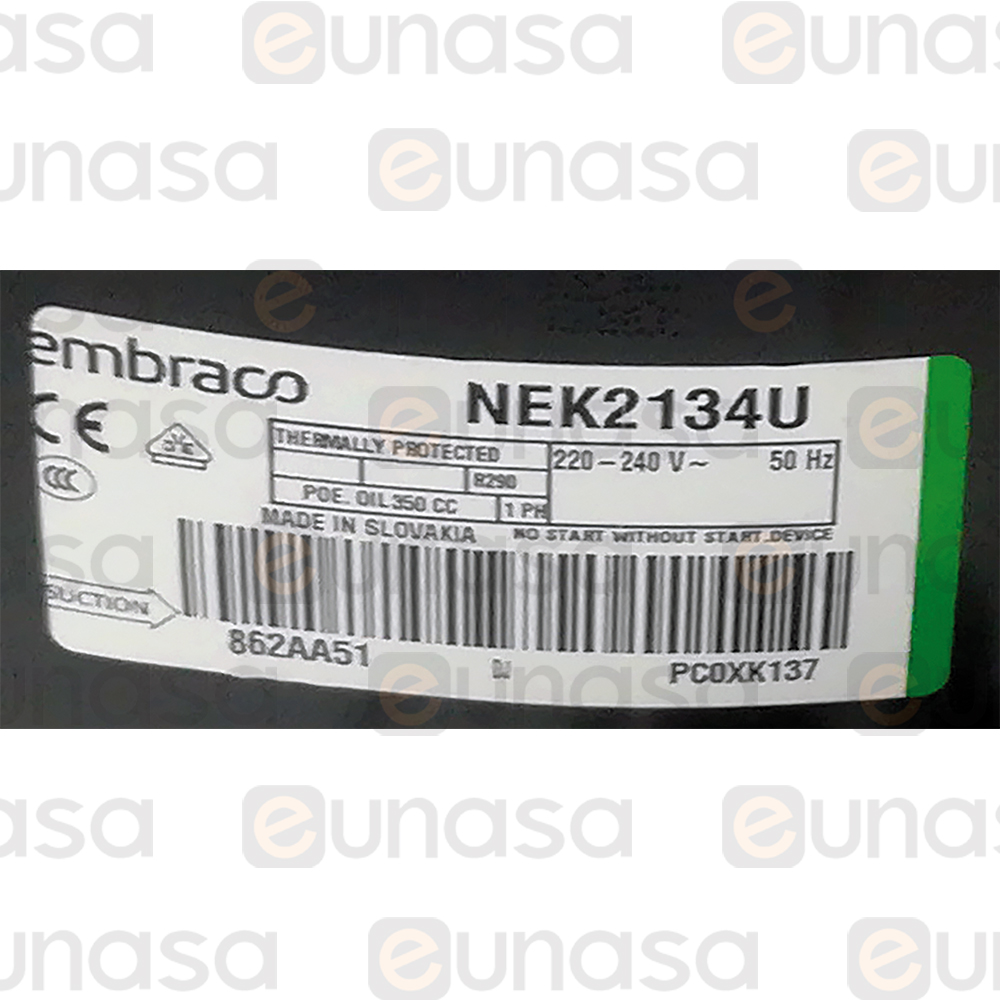 eunasa
embraco
NEK2134U
CE
CCC
THERMALLY PROTECTED
R290
POE. OIL 350 CC
1 PH
220-240 V~ 50 Hz
MADE IN SLOVAKIA
NO START WITHOUT START.DEVICE
SUCTION
862AA51
PC0XK137